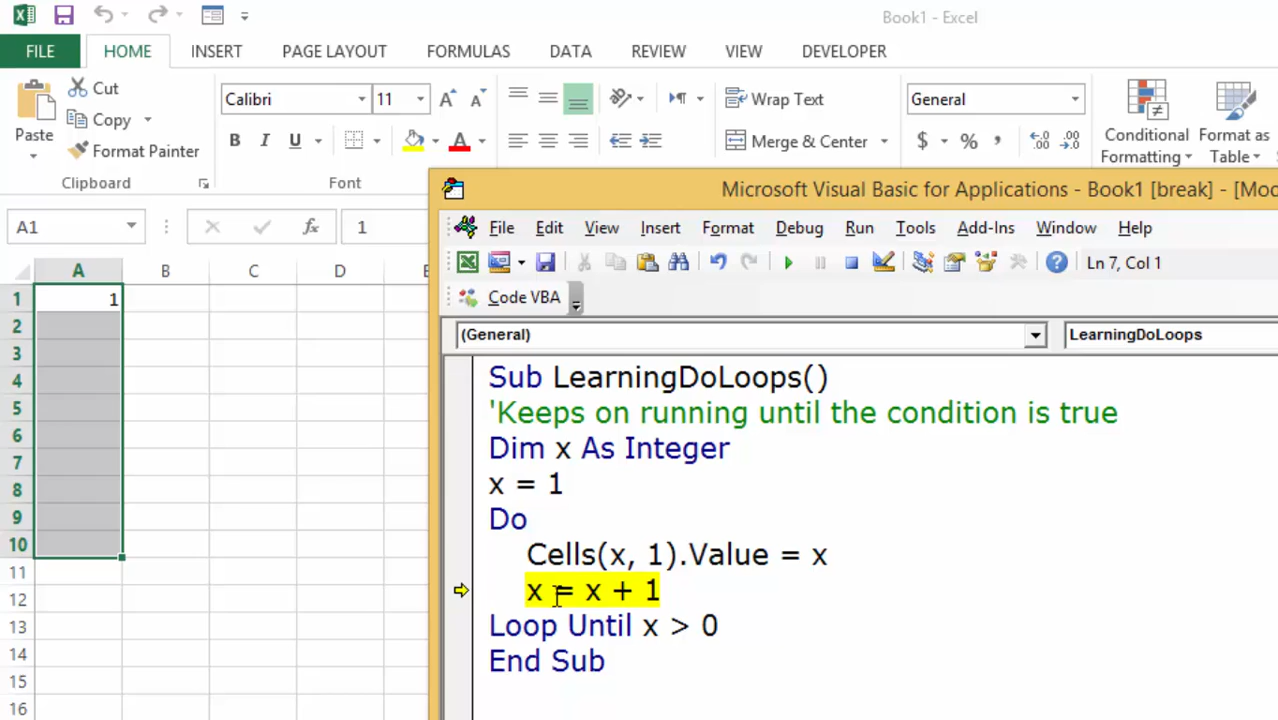 Book1 - Excel
FILE HOME INSERT PAGE LAYOUT FORMULAS DATA REVIEW VIEW DEVELOPER
Cut
Copy
Format Painter
Paste
Clipboard
Calibri 11
B I U A
Font
Wrap Text
Merge & Center
General
$ %
Conditional Formatting
Format as Table
A1 fx 1
A B C D E
1 1
2
3
4
5
6
7
8
9
10
11
12
13
14
15
16
Microsoft Visual Basic for Applications - Book1 [break] - [Moo
File Edit View Insert Format Debug Run Tools Add-Ins Window Help
Ln 7, Col 1
Code VBA
(General) LearningDoLoops
Sub LearningDoLoops()
'Keeps on running until the condition is true
Dim x As Integer
x = 1
Do
Cells(x, 1).Value = x
x = x + 1
Loop Until x > 0
End Sub